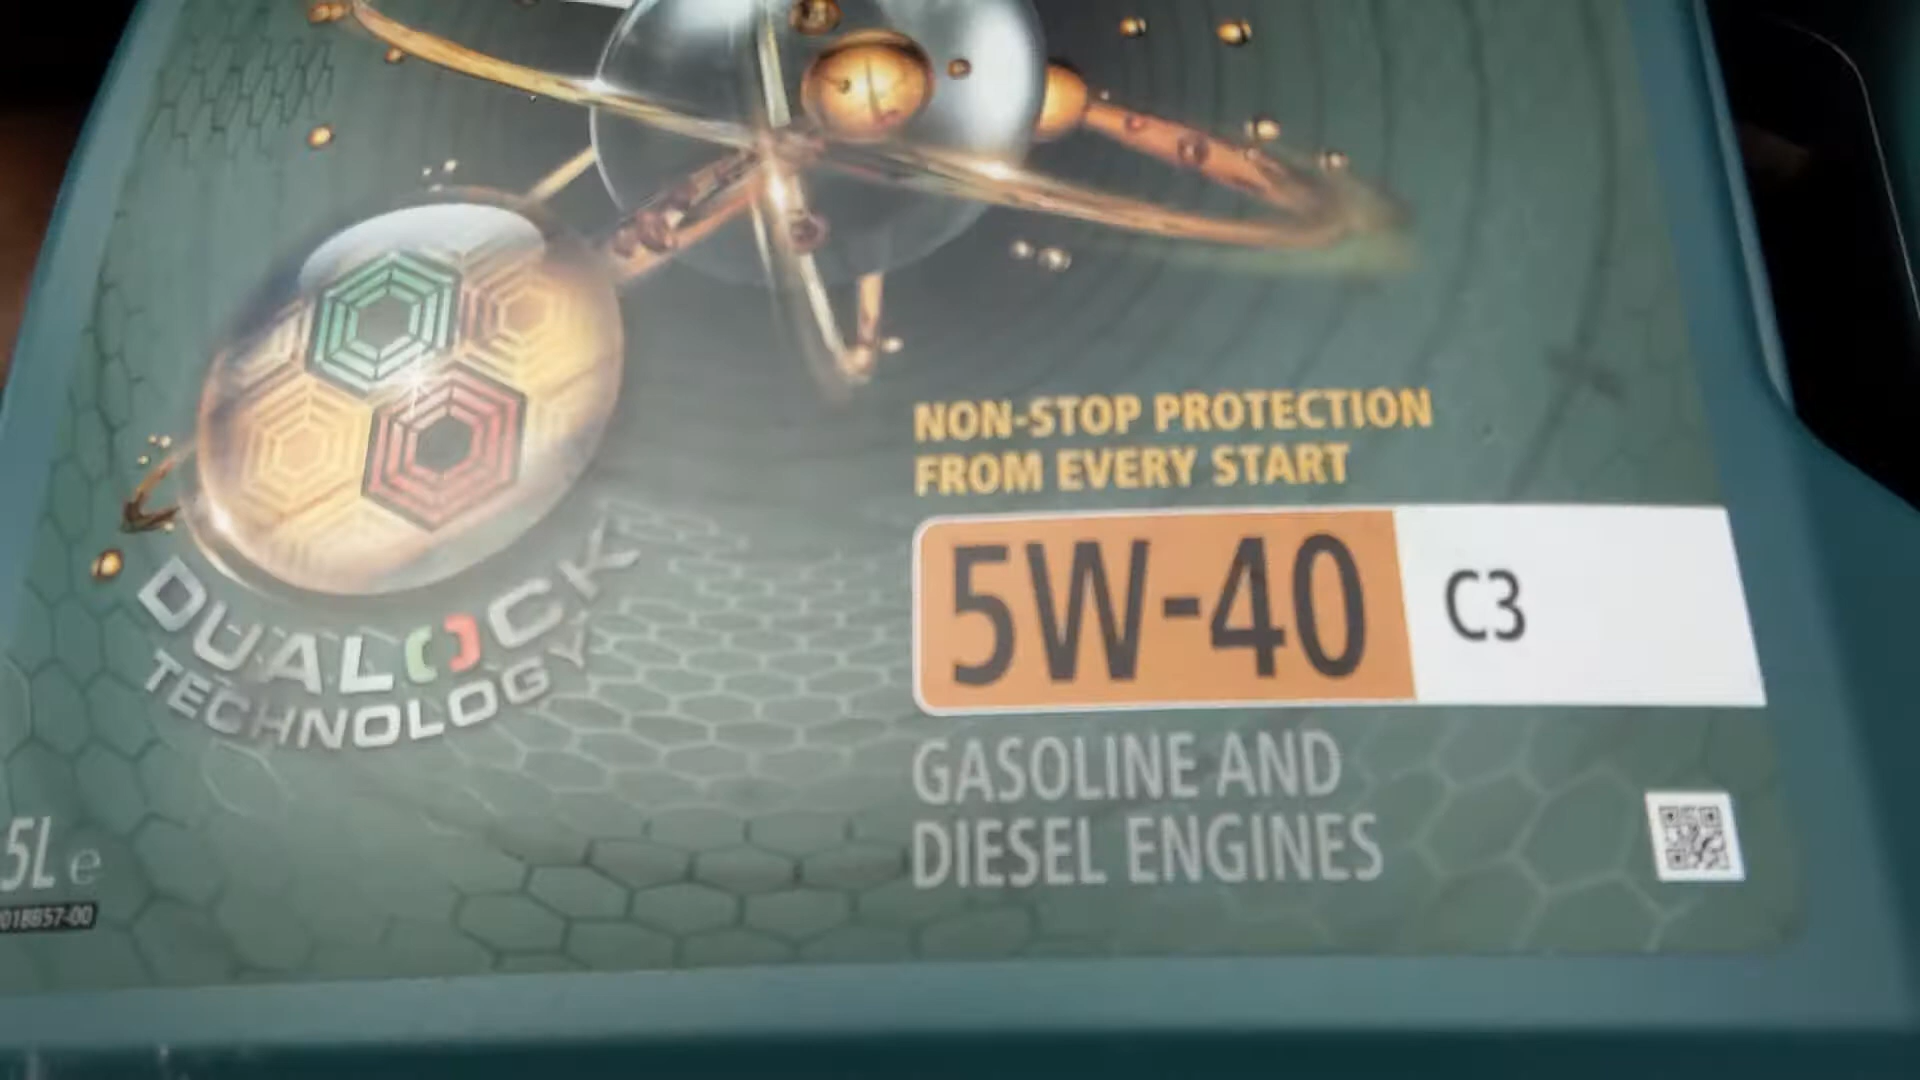 NON-STOP PROTECTION
FROM EVERY START
5W-40 C3
DUALOCK
TECHNOLOGY
GASOLINE AND
DIESEL ENGINES
5L e